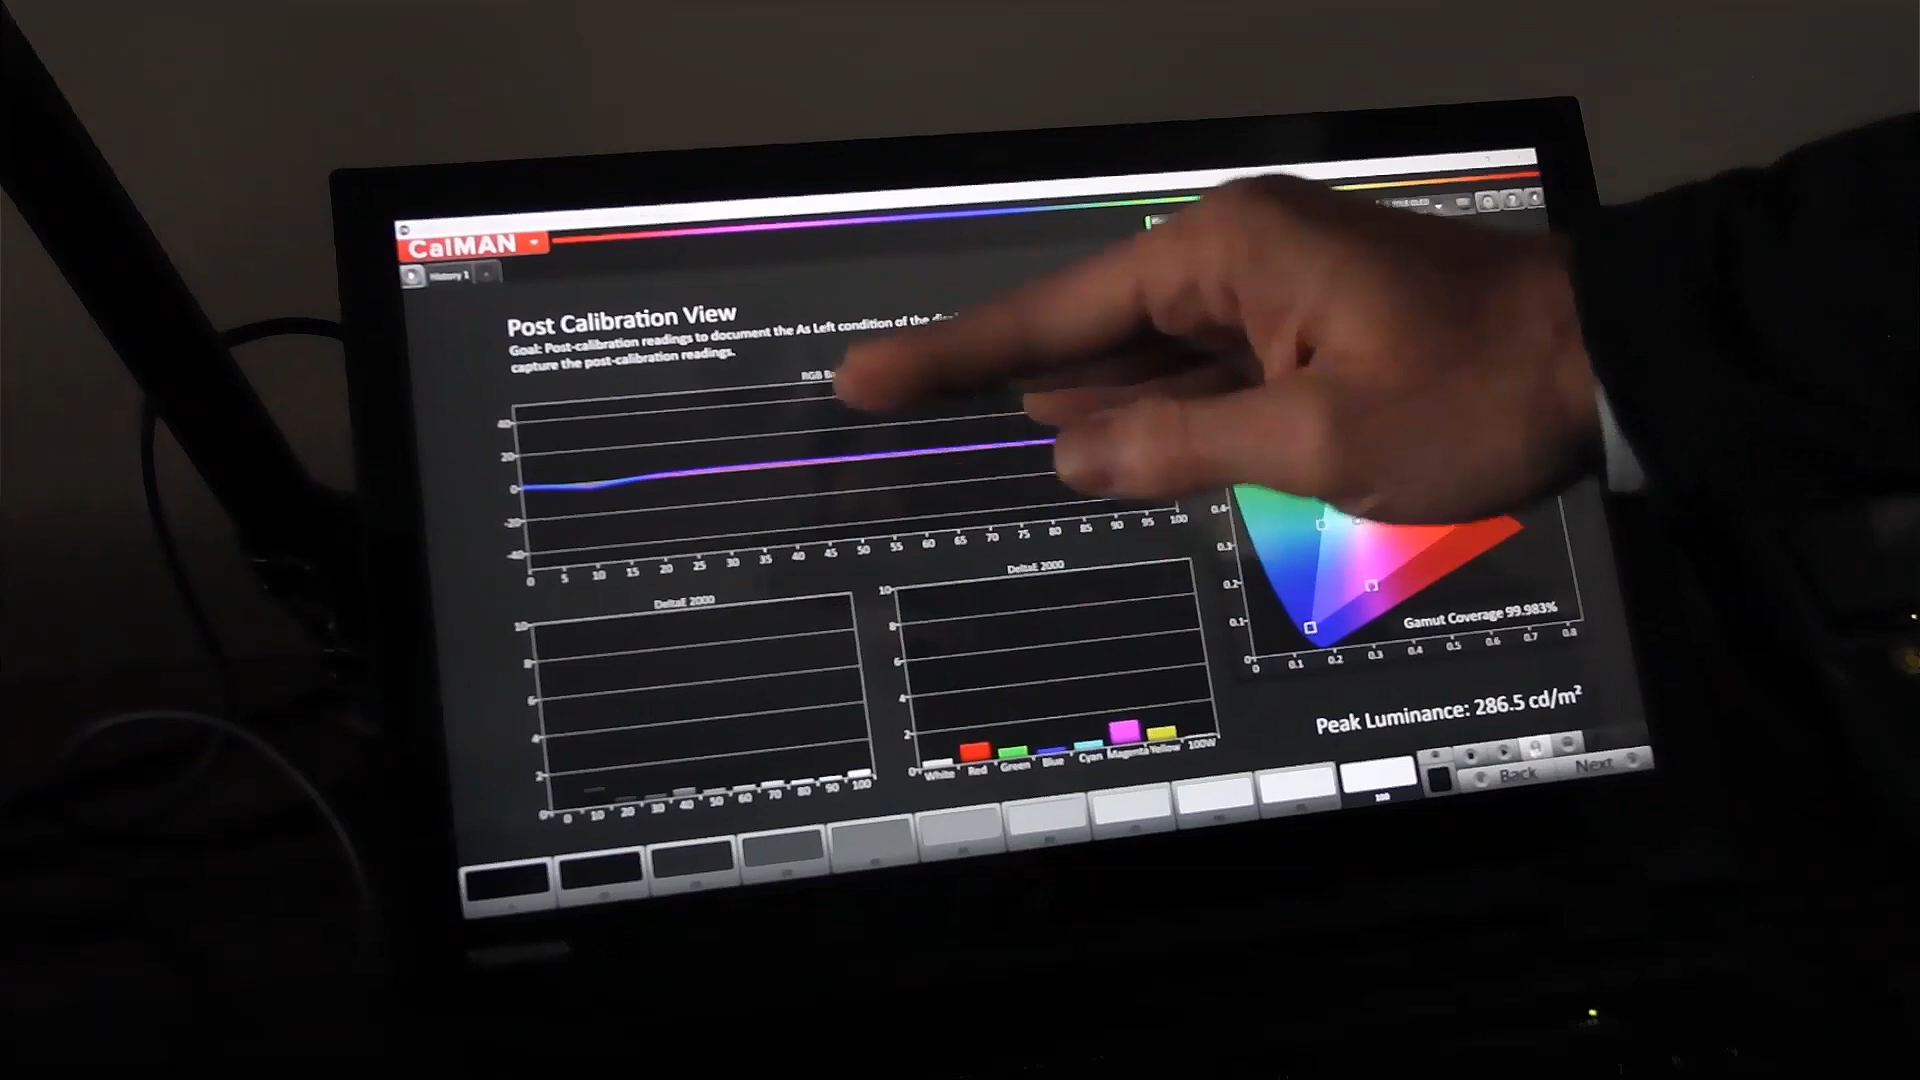 CalMAN
History 1
Post Calibration View
Goal: Post-calibration readings to document the As Left condition of the
capture the post-calibration readings.
RGB
40
20
0
-20
-40
0 5 10 15 20 25 30 35 40 45 50 55 60 65 70 75 80 85 90 95 100
DeltaE 2000
10
8
6
4
2
0
0 10 20 30 40 50 60 70 80 90 100
DeltaE 2000
10
8
6
4
2
0
White Red Green Blue Cyan Magenta Yellow 100W
0.4
0.3
0.2
0.1
0
0 0.1 0.2 0.3 0.4 0.5 0.6 0.7 0.8
Gamut Coverage 99.983%
Peak Luminance: 286.5 cd/m²
100
Back Next